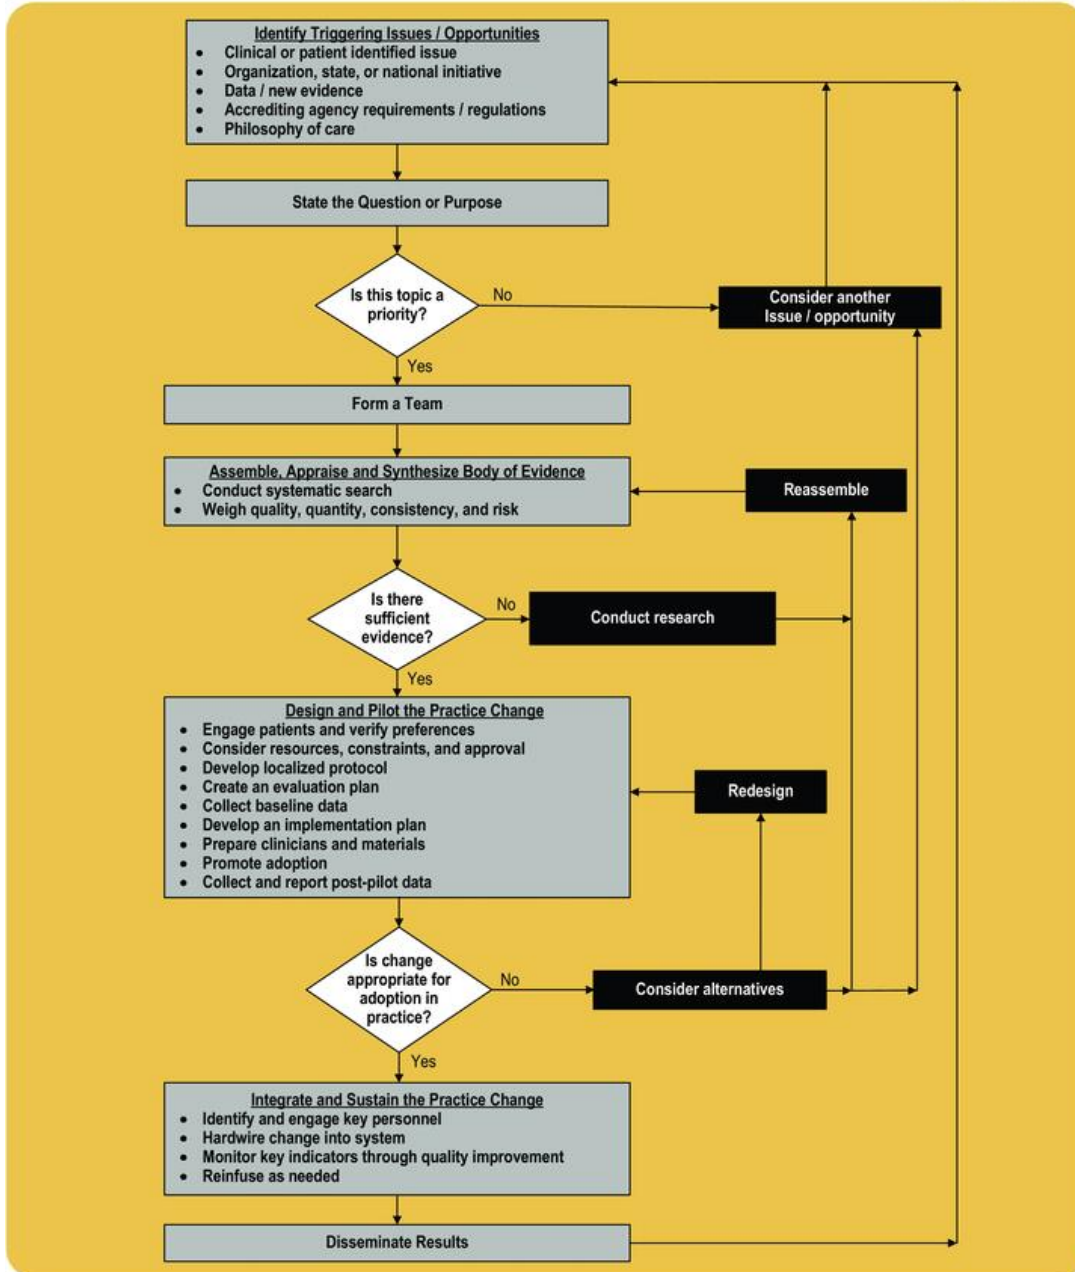 Identify Triggering Issues / Opportunities
• Clinical or patient identified issue
• Organization, state, or national initiative
• Data / new evidence
• Accrediting agency requirements / regulations
• Philosophy of care
State the Question or Purpose
Is this topic a
priority?
No
Consider another
Issue / opportunity
Yes
Form a Team
Assemble, Appraise and Synthesize Body of Evidence
• Conduct systematic search
• Weigh quality, quantity, consistency, and risk
Reassemble
Is there
sufficient
evidence?
No
Conduct research
Yes
Design and Pilot the Practice Change
• Engage patients and verify preferences
• Consider resources, constraints, and approval
• Develop localized protocol
• Create an evaluation plan
• Collect baseline data
• Develop an implementation plan
• Prepare clinicians and materials
• Promote adoption
• Collect and report post-pilot data
Redesign
Is change
appropriate for
adoption in
practice?
No
Consider alternatives
Yes
Integrate and Sustain the Practice Change
• Identify and engage key personnel
• Hardwire change into system
• Monitor key indicators through quality improvement
• Reinfuse as needed
Disseminate Results